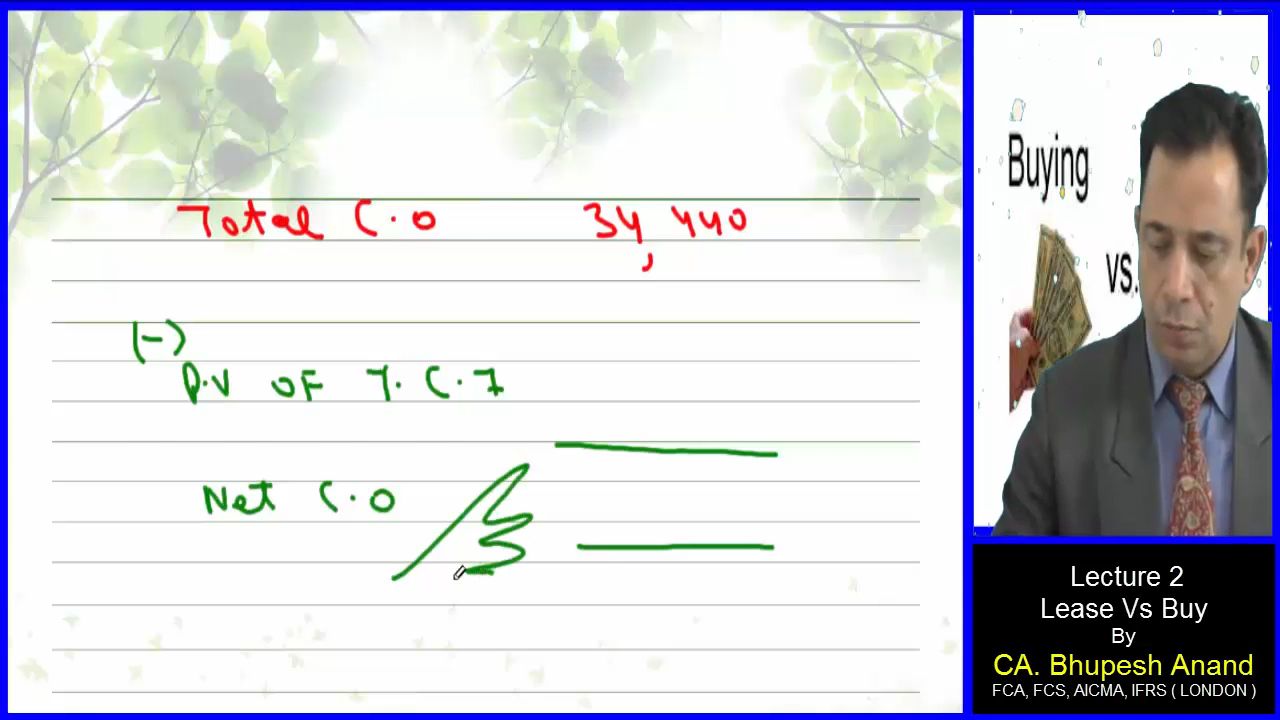 Total C.O 34,440
(-)
P.V OF T.C.I
Net C.O
Buying
vs.
Lecture 2
Lease Vs Buy
By
CA. Bhupesh Anand
FCA, FCS, AICMA, IFRS ( LONDON )